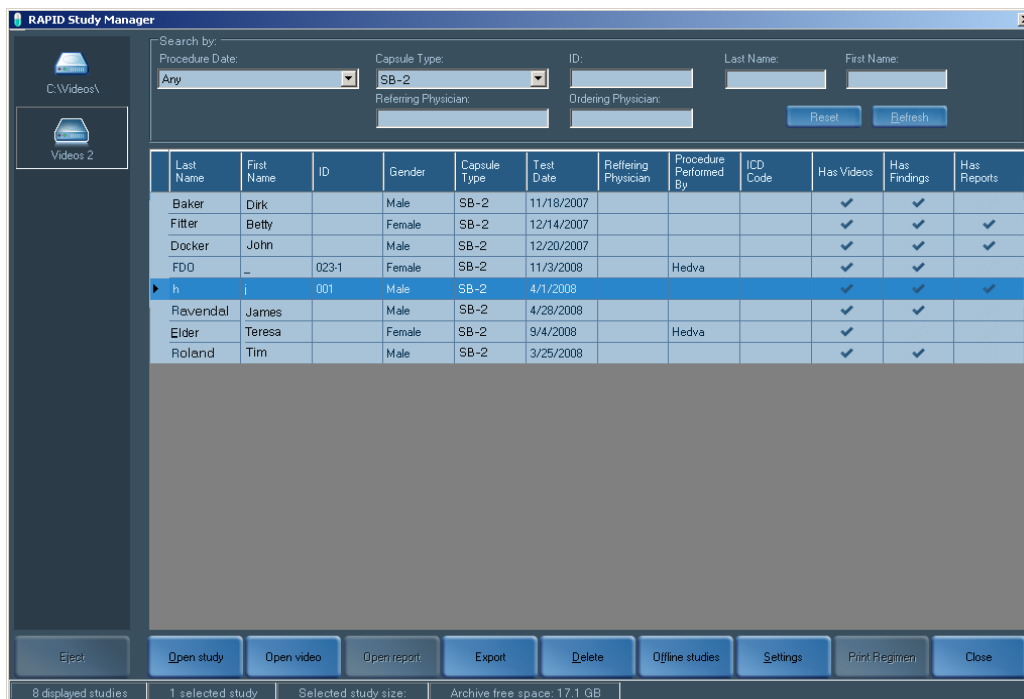 RAPID Study Manager
C:\Videos\
Videos 2
Search by:
Procedure Date: Capsule Type: ID: Last Name: First Name:
Any SB-2
Referring Physician: Ordering Physician:
Reset Refresh
Last Name First Name ID Gender Capsule Type Test Date Reffering Physician Procedure Performed By ICD Code Has Videos Has Findings Has Reports
Baker Dirk Male SB-2 11/18/2007
Fitter Betty Female SB-2 12/14/2007
Docker John Male SB-2 12/20/2007
FDO _ 023-1 Female SB-2 11/3/2008 Hedva
h j 001 Male SB-2 4/1/2008
Ravendal James Male SB-2 4/28/2008
Elder Teresa Female SB-2 9/4/2008 Hedva
Roland Tim Male SB-2 3/25/2008
Eject Open study Open video Open report Export Delete Offline studies Settings Print Regimen Close
8 displayed studies 1 selected study Selected study size: Archive free space: 17.1 GB